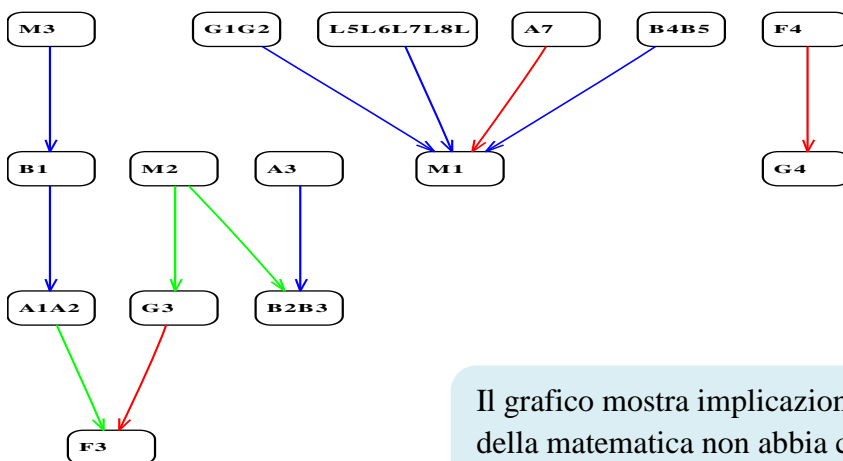 M3 G1G2 L5L6L7L8L A7 B4B5 F4
B1 M2 A3 M1 G4
A1A2 G3 B2B3
F3
Il grafico mostra
della matematica non abbia